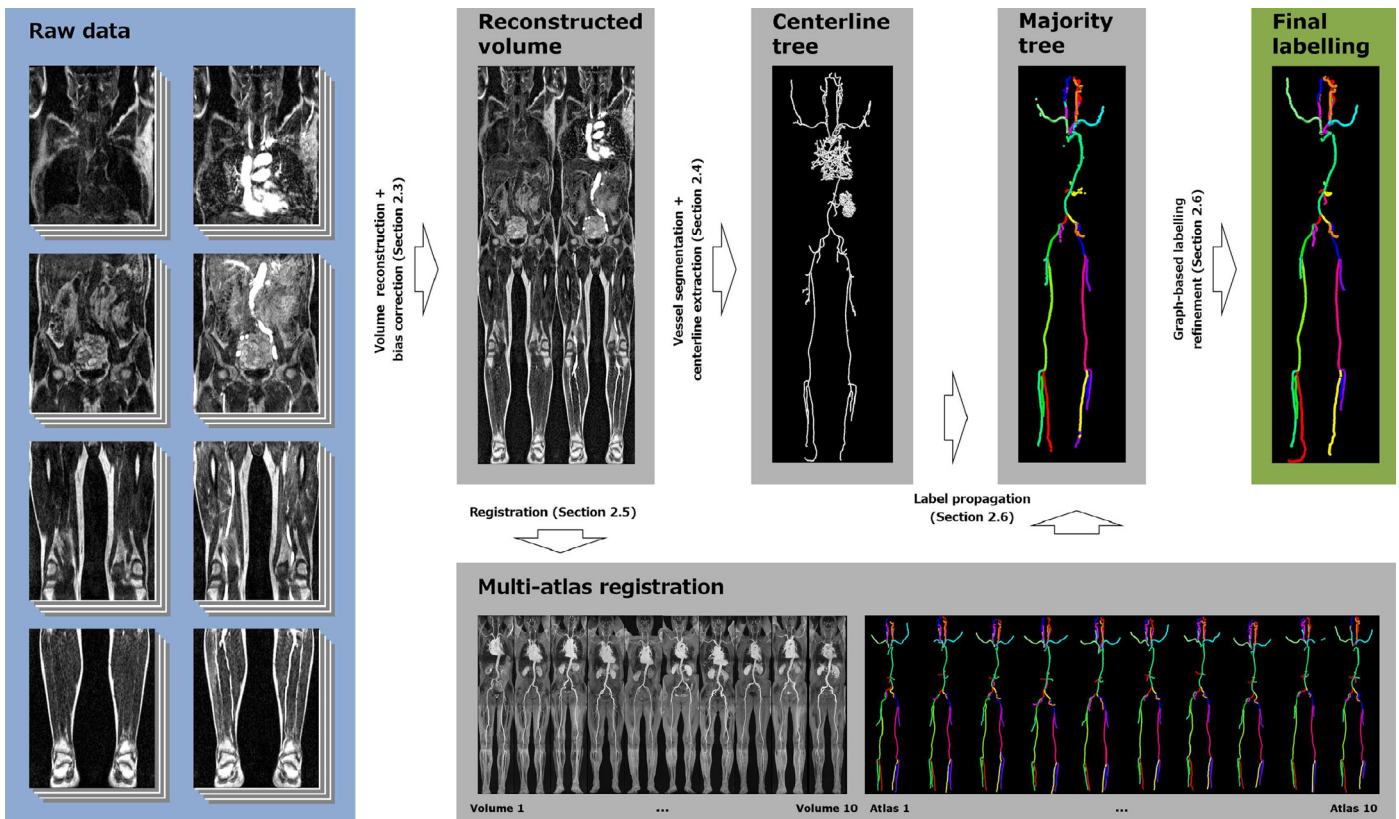 Raw data
Volume reconstruction +
bias correction (Section 2.3)
Reconstructed
volume
Vessel segmentation +
centerline extraction (Section 2.4)
Centerline
tree
Majority
tree
Graph-based labelling
refinement (Section 2.6)
Final
labelling
Registration (Section 2.5)
Label propagation
(Section 2.6)
Multi-atlas registration
Volume 1
...
Volume 10
Atlas 1
...
Atlas 10